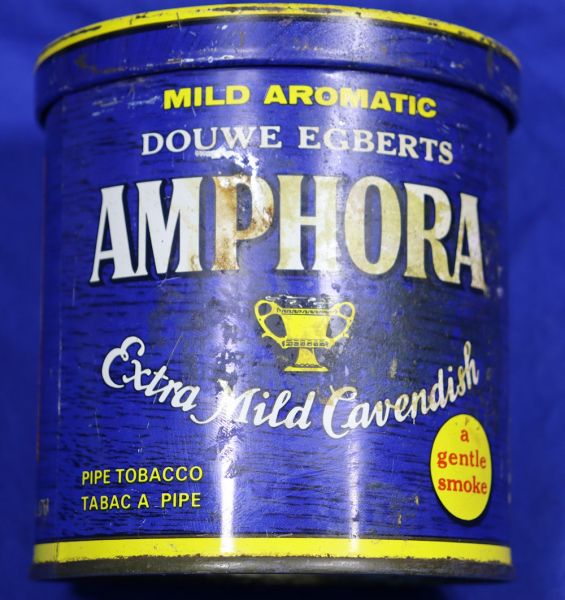 MILD AROMATIC
DOUWE EGBERTS
AMPHORA
Extra Mild Cavendish
PIPE TOBACCO
TABAC A PIPE
a
gentle
smoke